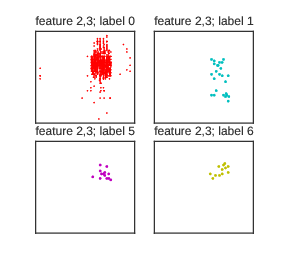 feature 2,3; label 0
feature 2,3; label 1
feature 2,3; label 5
feature 2,3; label 6